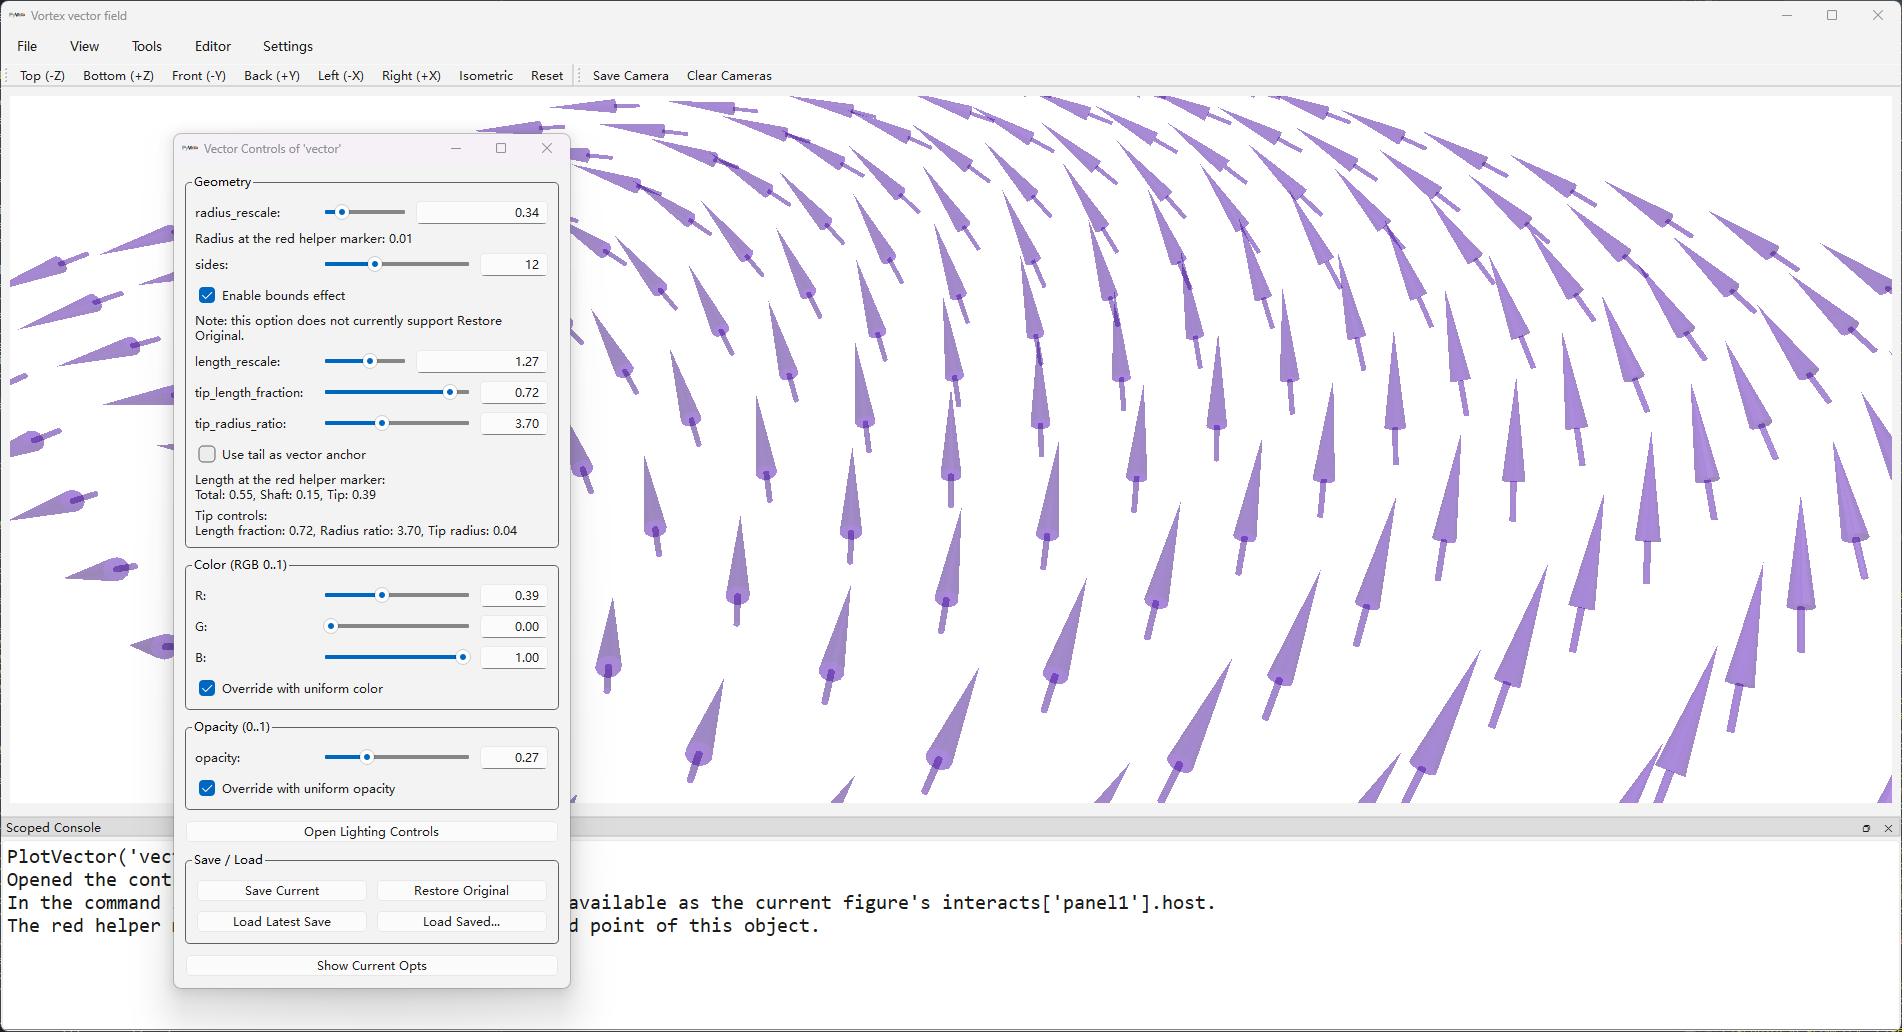 Vortex vector field
File View Tools Editor Settings
Top (-Z) Bottom (+Z) Front (-Y) Back (+Y) Left (-X) Right (+X) Isometric Reset Save Camera Clear Cameras
Vector Controls of 'vector'
Geometry
radius_rescale: 0.34
Radius at the red helper marker: 0.01
sides: 12
Enable bounds effect
Note: this option does not currently support Restore
Original.
length_rescale: 1.27
tip_length_fraction: 0.72
tip_radius_ratio: 3.70
Use tail as vector anchor
Length at the red helper marker:
Total: 0.55, Shaft: 0.15, Tip: 0.39
Tip controls:
Length fraction: 0.72, Radius ratio: 3.70, Tip radius: 0.04
Color (RGB 0..1)
R: 0.39
G: 0.00
B: 1.00
Override with uniform color
Opacity (0..1)
opacity: 0.27
Override with uniform opacity
Open Lighting Controls
Save / Load
Save Current Restore Original
Load Latest Save Load Saved...
Show Current Opts
Scoped Console
PlotVector('vec
Opened the cont
In the command available as the current figure's interacts['panel1'].host.
The red helper d point of this object.